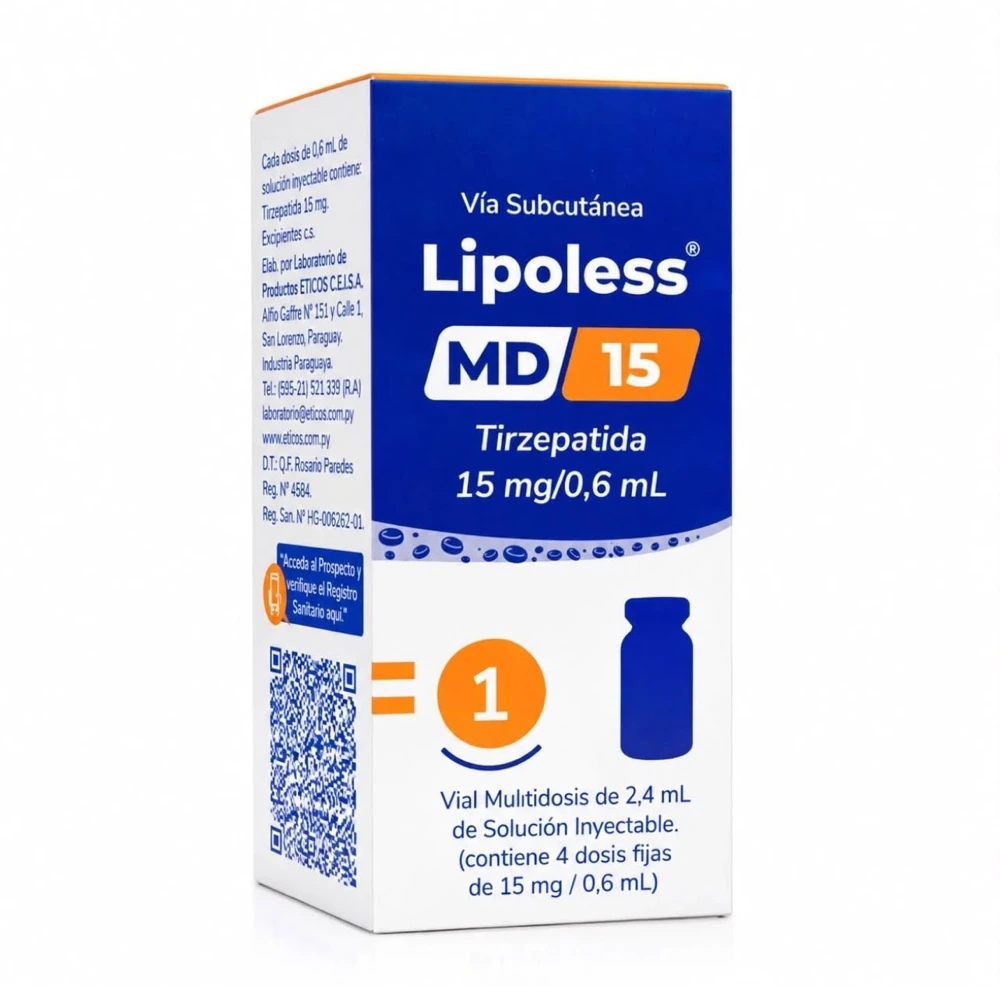 Cada dosis de 0,6 mL de
solución inyectable contiene:
Tirzepatida 15 mg.
Excipientes c.s.
Elab. por Laboratorio de
Productos ETICOS C.E.I.S.A.
Alfio Gaffre N° 151 y Calle 1,
San Lorenzo, Paraguay.
Industria Paraguaya.
Tel.: (595-21) 521 339 (R.A)
laboratorio@eticos.com.py
www.eticos.com.py
D.T.: Q.F. Rosario Paredes
Reg. N° 4584.
Reg. San. N° HG-006262-01.
"Acceda al Prospecto y
verifique el Registro
Sanitario aquí."
Vía Subcutánea
Lipoless®
MD 15
Tirzepatida
15 mg/0,6 mL
= 1
Vial Multidosis de 2,4 mL
de Solución Inyectable.
(contiene 4 dosis fijas
de 15 mg / 0,6 mL)